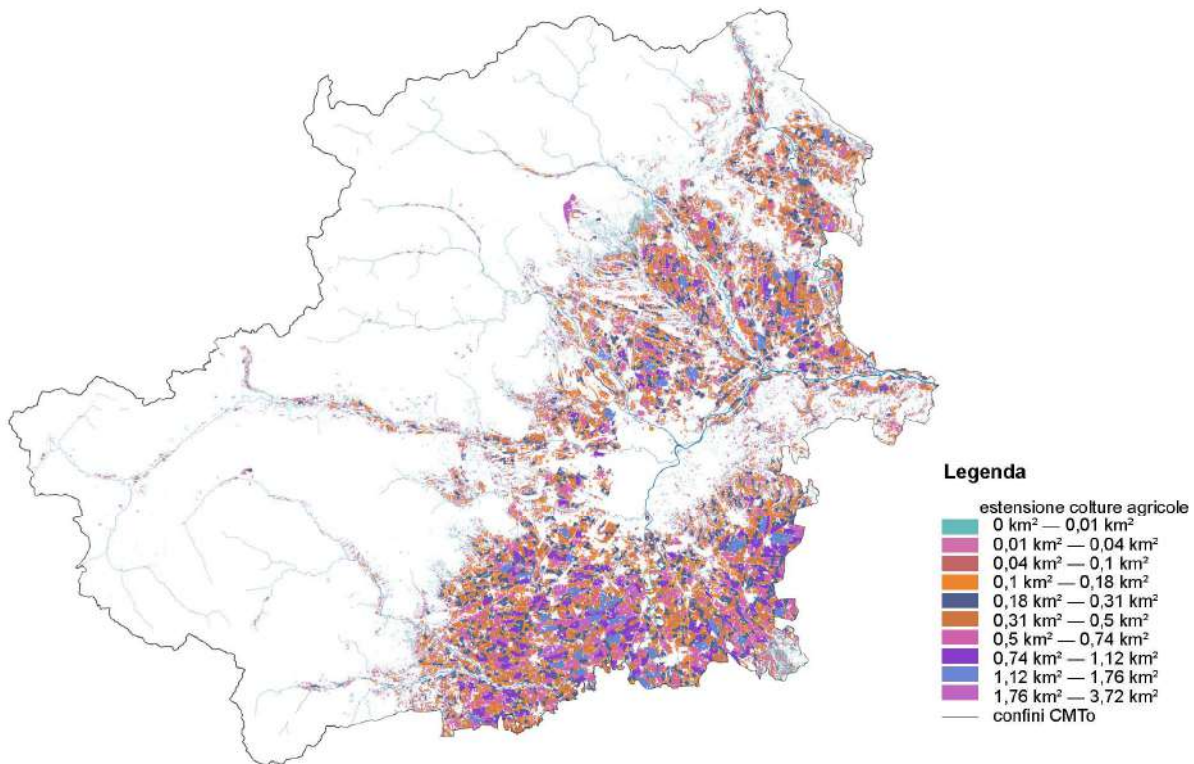 Legenda
estensione colture agricole
0 km² — 0,01 km²
0,01 km² — 0,04 km²
0,04 km² — 0,1 km²
0,1 km² — 0,18 km²
0,18 km² — 0,31 km²
0,31 km² — 0,5 km²
0,5 km² — 0,74 km²
0,74 km² — 1,12 km²
1,12 km² — 1,76 km²
1,76 km² — 3,72 km²
confini CMTo